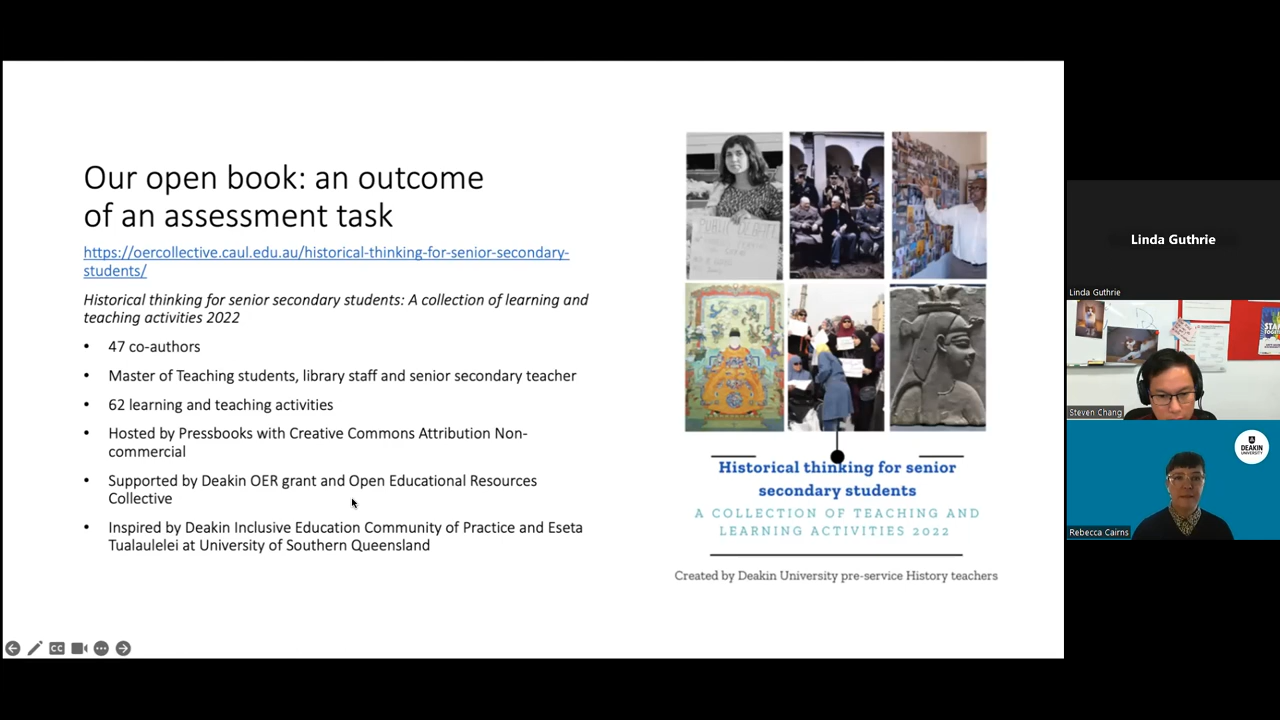 Our open book: an outcome
of an assessment task
https://oercollective.caul.edu.au/historical-thinking-for-senior-secondary-
students/
Historical thinking for senior secondary students: A collection of learning and
teaching activities 2022
• 47 co-authors
• Master of Teaching students, library staff and senior secondary teacher
• 62 learning and teaching activities
• Hosted by Pressbooks with Creative Commons Attribution Non-
commercial
• Supported by Deakin OER grant and Open Educational Resources
Collective
• Inspired by Deakin Inclusive Education Community of Practice and Eseta
Tualaulelei at University of Southern Queensland
Historical thinking for senior
secondary students
A COLLECTION OF TEACHING AND
LEARNING ACTIVITIES 2022
Created by Deakin University pre-service History teachers
CC
Linda Guthrie
Linda Guthrie
Steven Chang
DEAKIN
UNIVERSITY
Rebecca Cairns